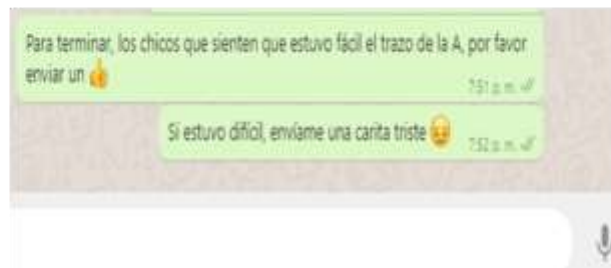 Para terminar, los chicos que sienten que estuvo fácil el trazo de la A, por favor
enviar un 👍
7:51 p. m.
Si estuvo difícil, envíame una carita triste 😟
7:52 p. m.